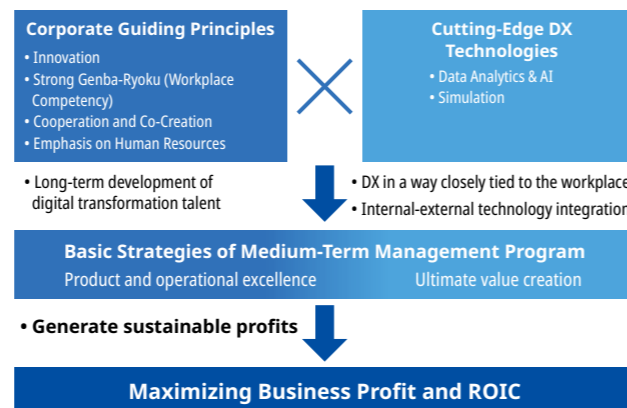 Corporate Guiding Principles
• Innovation
• Strong Genba-Ryoku (Workplace
Competency)
• Cooperation and Co-Creation
• Emphasis on Human Resources
Cutting-Edge DX
Technologies
• Data Analytics & AI
• Simulation
• Long-term development of
digital transformation talent
• DX in a way closely tied to the workplace
• Internal-external technology integration
Basic Strategies of Medium-Term Management Program
Product and operational excellence
Ultimate value creation
• Generate sustainable profits
Maximizing Business Profit and ROIC